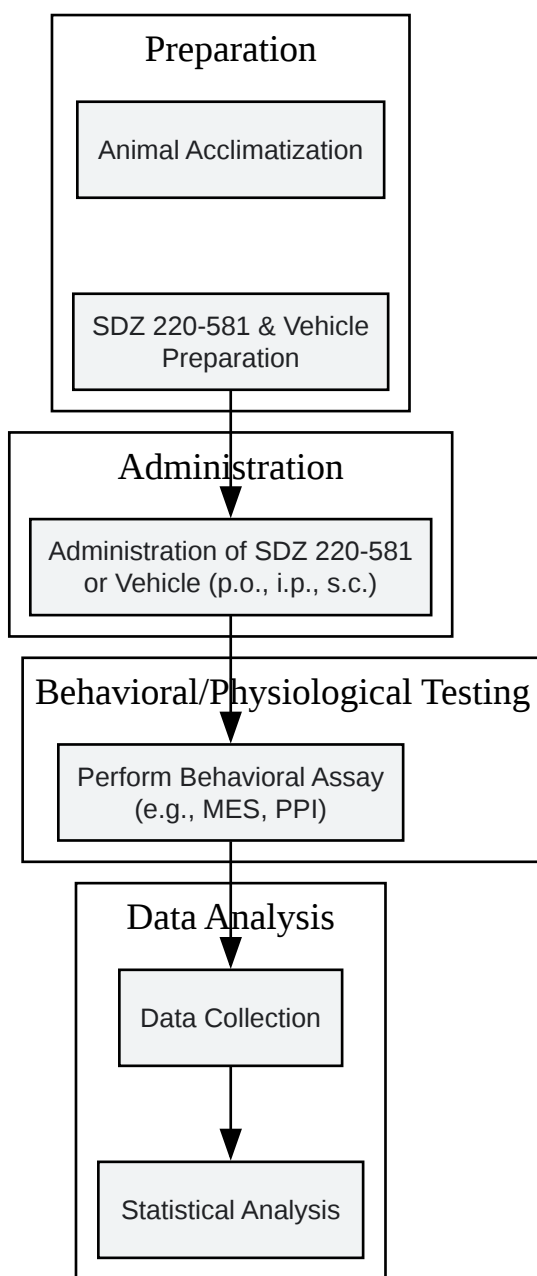 Preparation
Animal Acclimatization
SDZ 220-581 & Vehicle
Preparation
Administration
Administration of SDZ 220-581
or Vehicle (p.o., i.p., s.c.)
Behavioral/Physiological Testing
Perform Behavioral Assay
(e.g., MES, PPI)
Data Analysis
Data Collection
Statistical Analysis